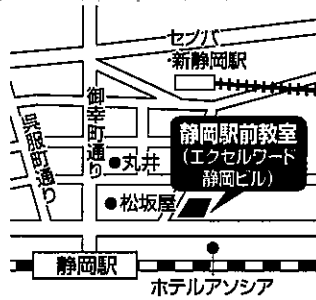 セノバ
・新静岡駅
御幸町通り
呉服町通り
静岡駅前教室
(エクセルワード
静岡ビル)
●丸井
●松坂屋
静岡駅
ホテルアソシア